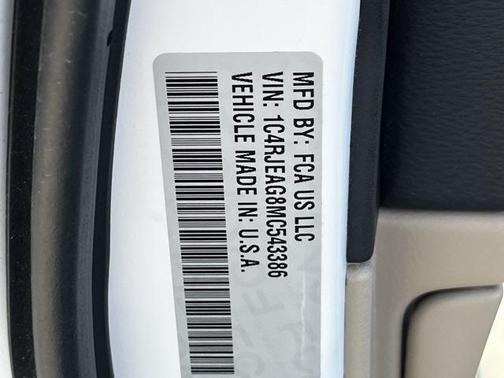 MFD BY: FCA US LLC
VIN: 1C4RJEAG8MC543386
VEHICLE MADE IN: U.S.A.